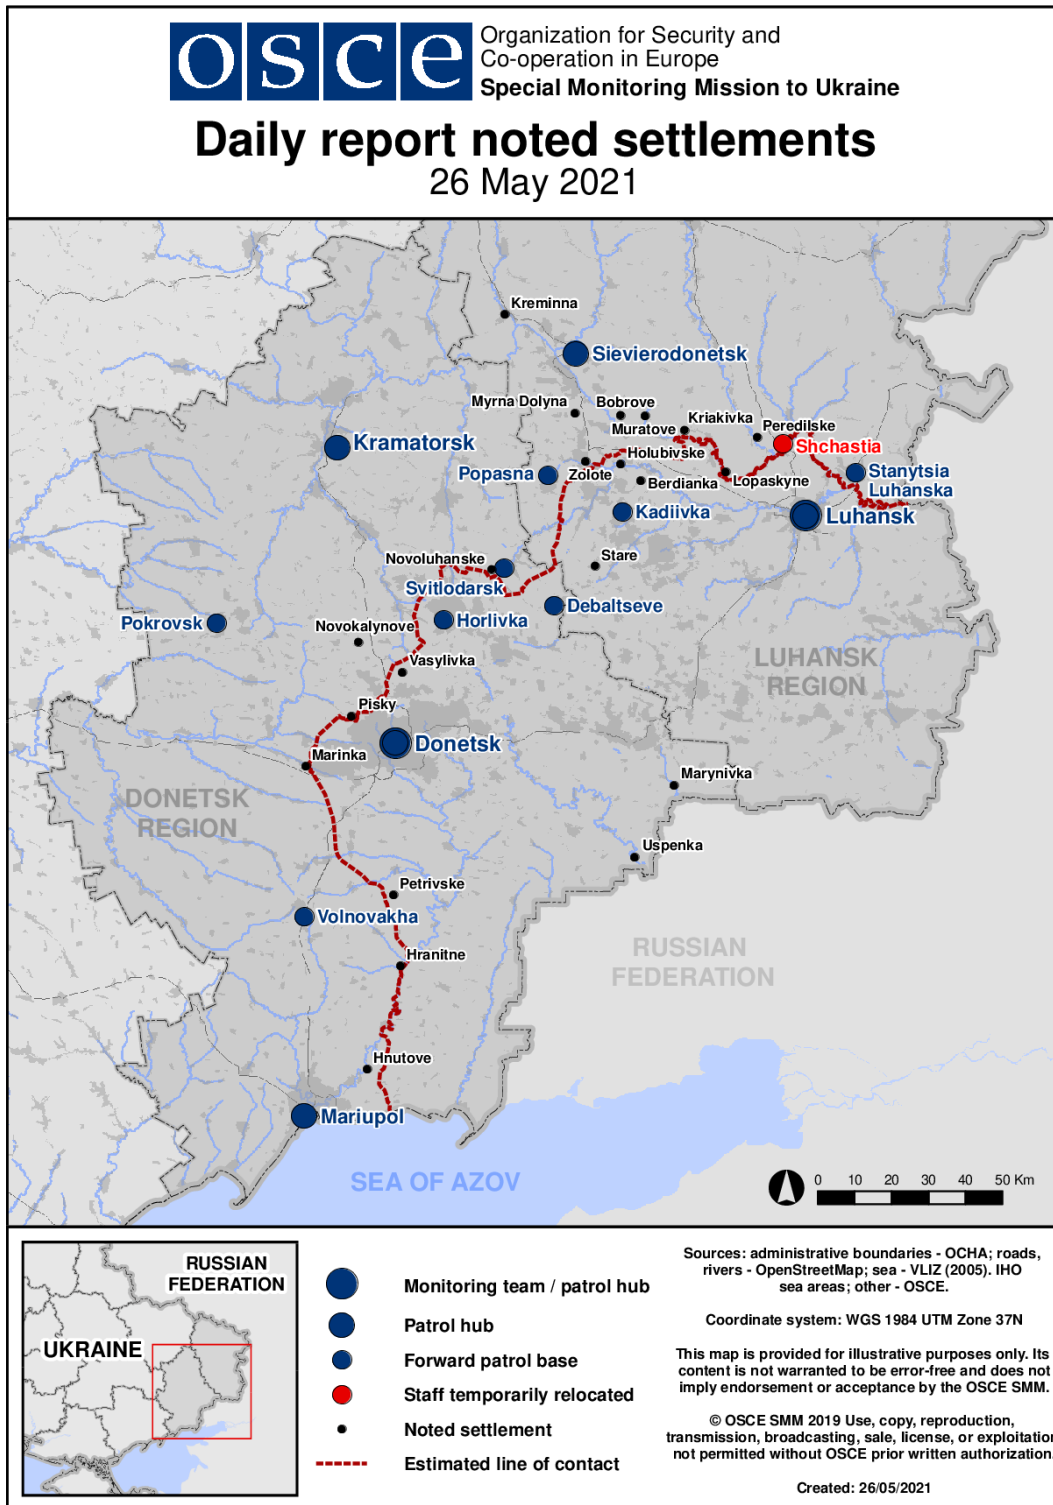 osce
Organization for Security and
Co-operation in Europe
Special Monitoring Mission to Ukraine
Daily report noted settlements
26 May 2021
Kreminna
Sievierodonetsk
Myrna Dolyna
Bobrove
Muratove
Kriakivka
Peredilske
Shchastia
Kramatorsk
Popasna
Zolote
Holubivske
Berdianka
Lopaskyne
Stanytsia
Luhanska
Kadiivka
Luhansk
Novoluhanske
Stare
Svitlodarsk
Debaltseve
Horlivka
Pokrovsk
Novokalynove
Vasylivka
LUHANSK
REGION
Pisky
Donetsk
Marinka
Marynivka
DONETSK
REGION
Uspenka
Petrivske
Volnovakha
Hranitne
RUSSIAN
FEDERATION
Hnutove
Mariupol
SEA OF AZOV
0 10 20 30 40 50 Km
RUSSIAN
FEDERATION
UKRAINE
Monitoring team / patrol hub
Patrol hub
Forward patrol base
Staff temporarily relocated
Noted settlement
Estimated line of contact
Sources: administrative boundaries - OCHA; roads,
rivers - OpenStreetMap; sea - VLIZ (2005). IHO
sea areas; other - OSCE.
Coordinate system: WGS 1984 UTM Zone 37N
This map is provided for illustrative purposes only. Its
content is not warranted to be error-free and does not
imply endorsement or acceptance by the OSCE SMM.
© OSCE SMM 2019 Use, copy, reproduction,
transmission, broadcasting, sale, license, or exploitation
not permitted without OSCE prior written authorization.
Created: 26/05/2021